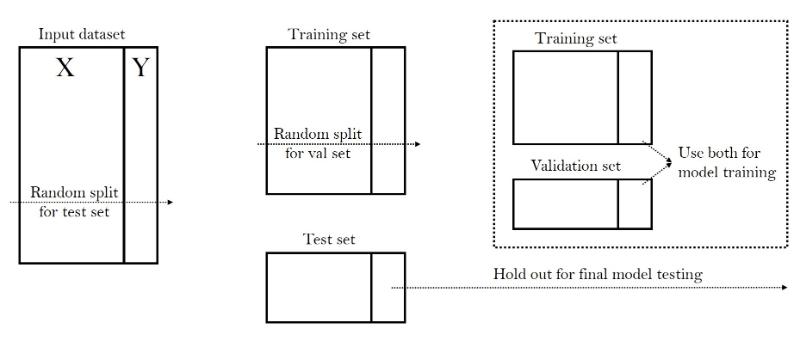 Input dataset
X
Y
Random split
for test set
Training set
Random split
for val set
Test set
Training set
Validation set
Use both for
model training
Hold out for final model testing